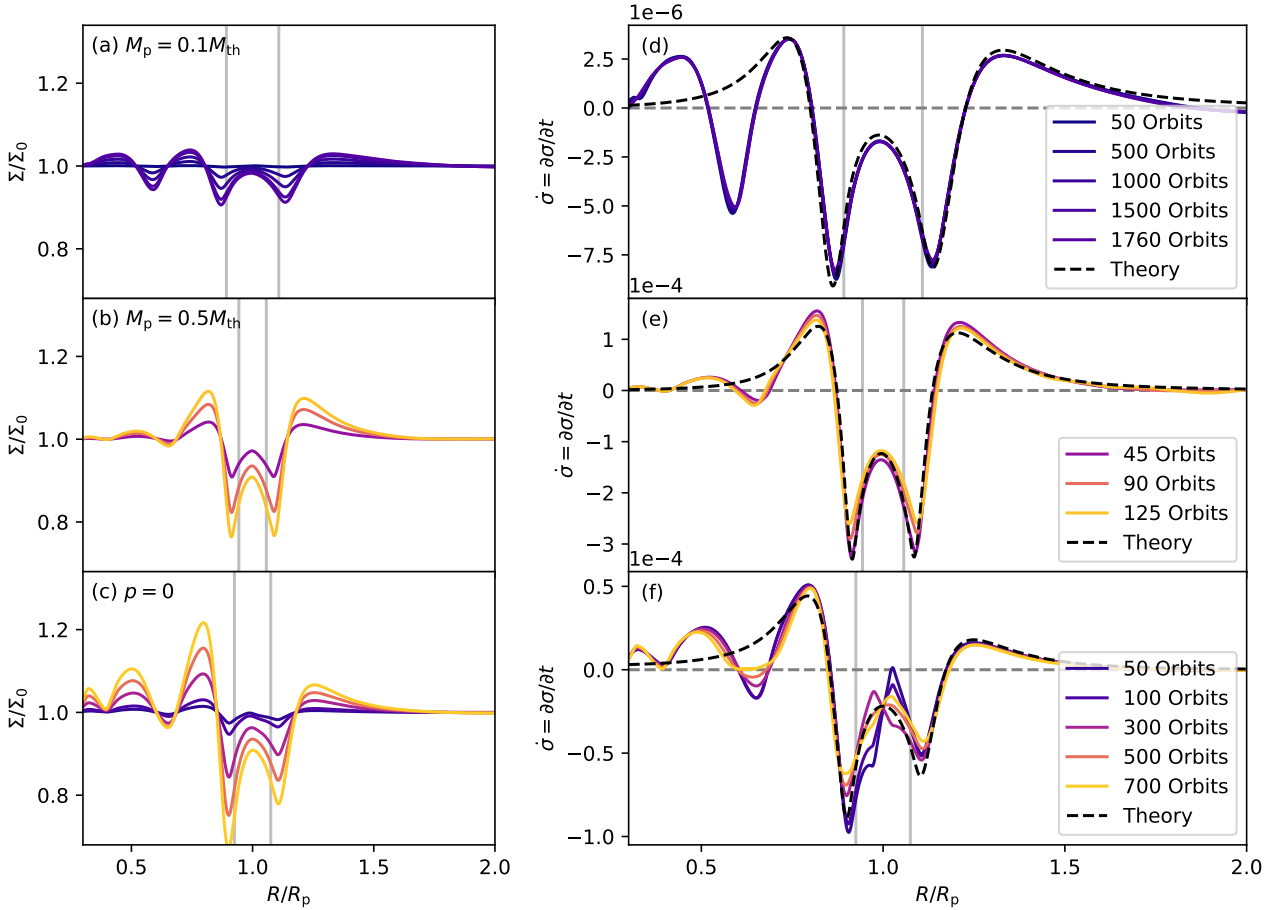 (a) Mp = 0.1Mth
1.2
1.0
0.8
Σ/Σ0
(b) Mp = 0.5Mth
1.2
1.0
0.8
Σ/Σ0
(c) p = 0
1.2
1.0
0.8
Σ/Σ0
0.5
1.0
1.5
2.0
R/Rp
1e−6
(d)
2.5
0.0
−2.5
−5.0
−7.5
σ̇ = ∂σ/∂t
50 Orbits
500 Orbits
1000 Orbits
1500 Orbits
1760 Orbits
Theory
1e−4
(e)
1
0
−1
−2
−3
σ̇ = ∂σ/∂t
45 Orbits
90 Orbits
125 Orbits
Theory
1e−4
(f)
0.5
0.0
−0.5
−1.0
σ̇ = ∂σ/∂t
50 Orbits
100 Orbits
300 Orbits
500 Orbits
700 Orbits
Theory
0.5
1.0
1.5
2.0
R/Rp